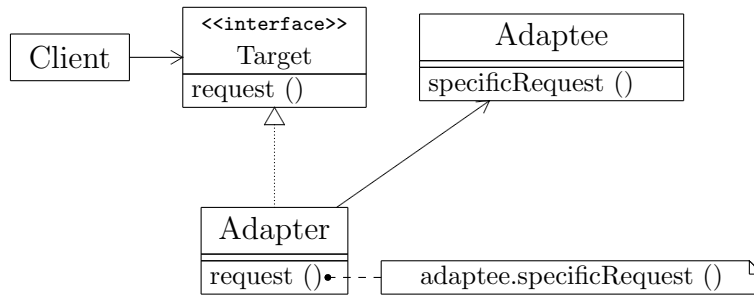 <<interface>>
Target
request ()
Client
Adaptee
specificRequest ()
Adapter
request ()
adaptee.specificRequest ()